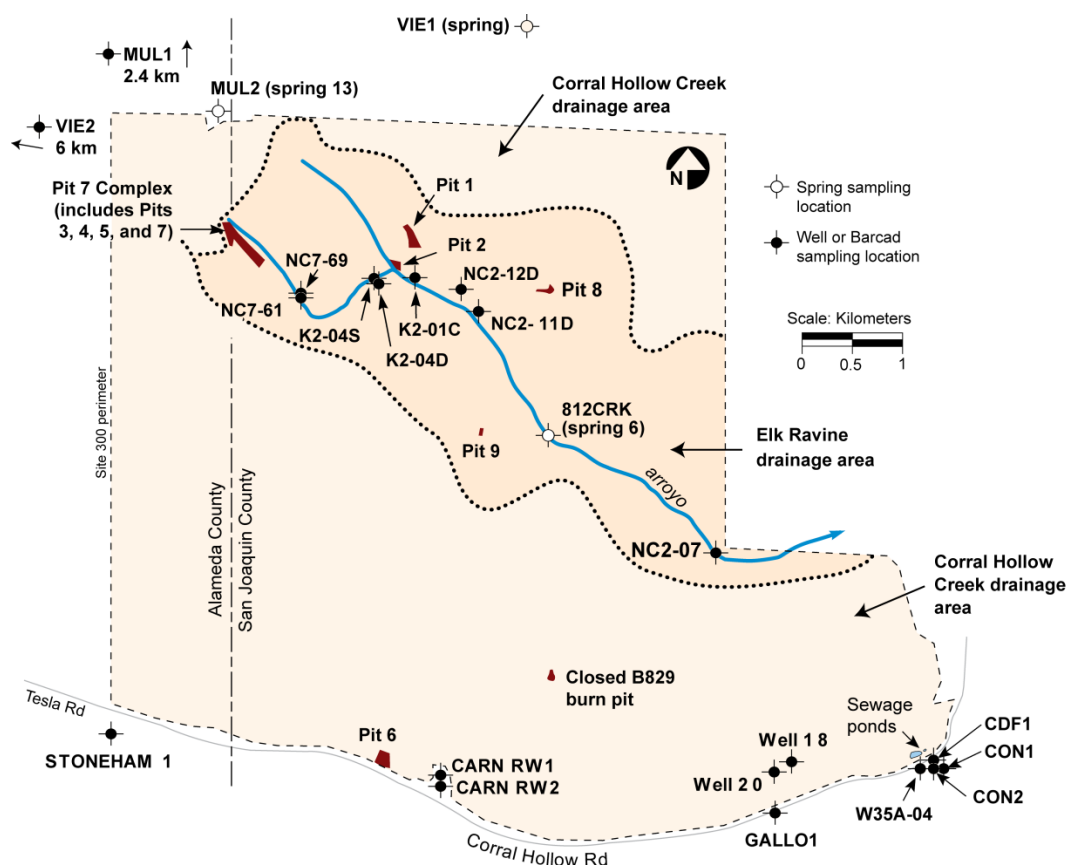 VIE1 (spring)
MUL1
2.4 km
MUL2 (spring 13)
Corral Hollow Creek
drainage area
VIE2
6 km
N
Spring sampling
location
Well or Barcad
sampling location
Scale: Kilometers
0 0.5 1
Pit 7 Complex
(includes Pits
3, 4, 5, and 7)
Pit 1
Pit 2
NC7-69
NC2-12D
Pit 8
NC7-61
K2-04S
K2-01C
NC2- 11D
K2-04D
812CRK
(spring 6)
Pit 9
Elk Ravine
drainage area
Site 300 perimeter
arroyo
Alameda County
San Joaquin County
NC2-07
Corral Hollow
Creek drainage
area
Closed B829
burn pit
Tesla Rd
Sewage
ponds
STONEHAM 1
Pit 6
CARN RW1
CARN RW2
Well 18
Well 20
CDF1
CON1
CON2
W35A-04
GALLO1
Corral Hollow Rd